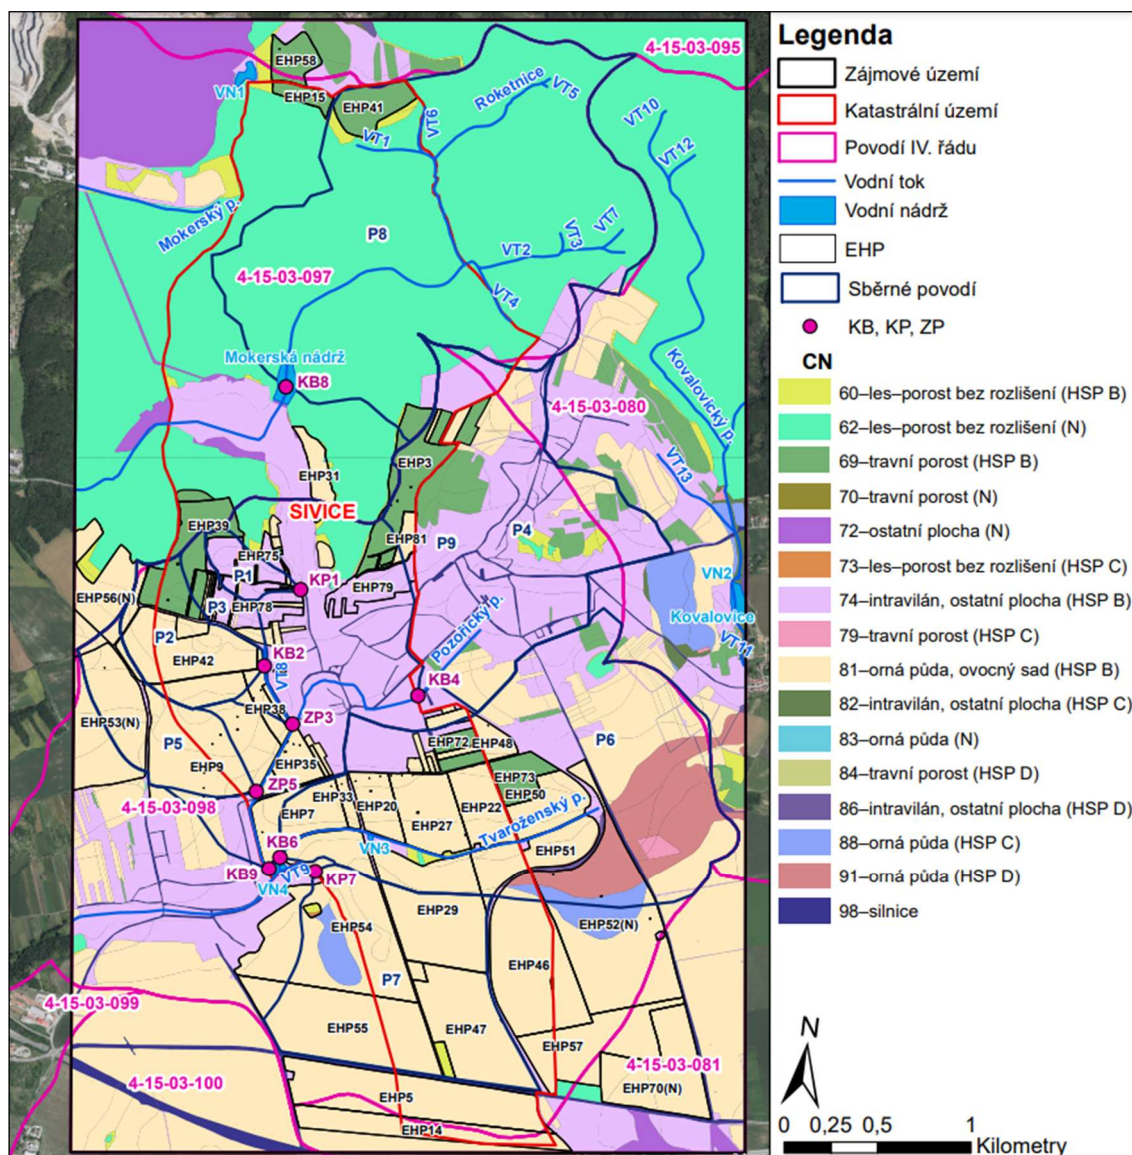 4-15-03-095
EHP58
VN1
EHP15
EHP41
VT1
VT6
Roketnice
VT5
VT10
VT12
Mokerský p.
P8
4-15-03-097
VT2
VT3
VT7
VT4
Mokerská nádrž
KB8
4-15-03-080
Kovalovický p.
VT13
EHP3
EHP31
SIVICE
EHP39
EHP81
P9
P4
EHP75
P1
KP1
EHP79
VN2
EHP56(N)
P3
EHP78
Kovalovice
P2
Pozořický p.
VT11
EHP42
KB2
VT8
KB4
EHP53(N)
EHP38
ZP3
P5
EHP72
EHP48
P6
EHP9
EHP35
EHP73
ZP5
EHP33
EHP50
4-15-03-098
EHP7
EHP20
EHP22
EHP27
Tvaroženský p.
KB6
VN3
EHP51
KB9
VT9
KP7
VN4
EHP29
EHP54
EHP52(N)
P7
EHP46
4-15-03-099
EHP55
EHP47
EHP57
4-15-03-081
4-15-03-100
EHP5
EHP70(N)
EHP14
Legenda
Zájmové území
Katastrální území
Povodí IV. řádu
Vodní tok
Vodní nádrž
EHP
Sběrné povodí
KB, KP, ZP
CN
60–les–porost bez rozlišení (HSP B)
62–les–porost bez rozlišení (N)
69–travní porost (HSP B)
70–travní porost (N)
72–ostatní plocha (N)
73–les–porost bez rozlišení (HSP C)
74–intravilán, ostatní plocha (HSP B)
79–travní porost (HSP C)
81–orná půda, ovocný sad (HSP B)
82–intravilán, ostatní plocha (HSP C)
83–orná půda (N)
84–travní porost (HSP D)
86–intravilán, ostatní plocha (HSP D)
88–orná půda (HSP C)
91–orná půda (HSP D)
98–silnice
N
0 0,25 0,5 1
Kilometry